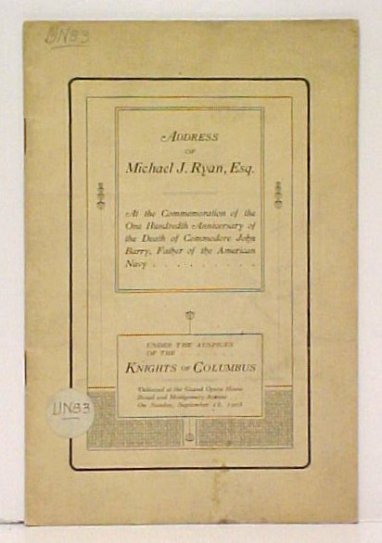 UN83
ADDRESS
OF
Michael J. Ryan, Esq.
At the Commemoration of the
One Hundredth Anniversary of
the Death of Commodore John
Barry, Father of the American
Navy . . . . . . . . . .
UNDER THE AUSPICES
OF THE
KNIGHTS OF COLUMBUS
Delivered at the Grand Opera House
Broad and Montgomery Avenue
On Sunday, September
UN83